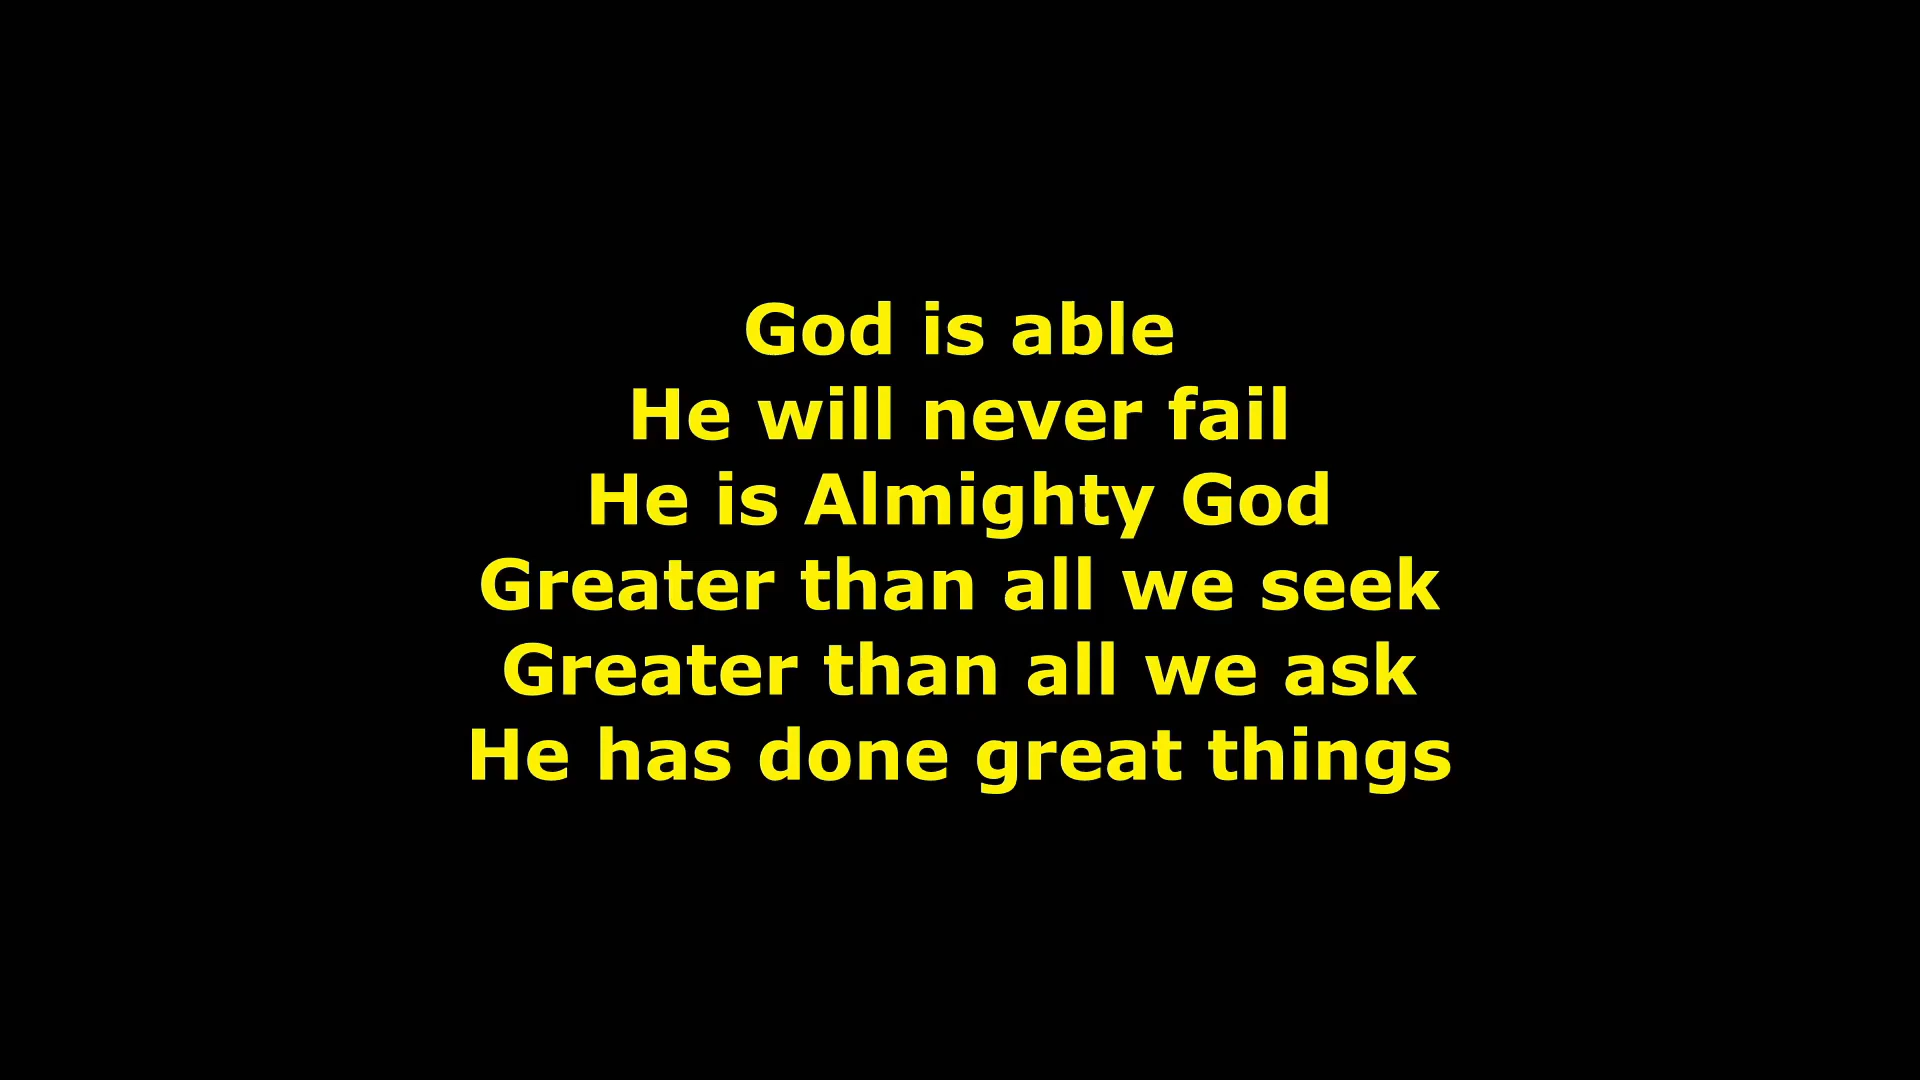 God is able
He will never fail
He is Almighty God
Greater than all we seek
Greater than all we ask
He has done great things